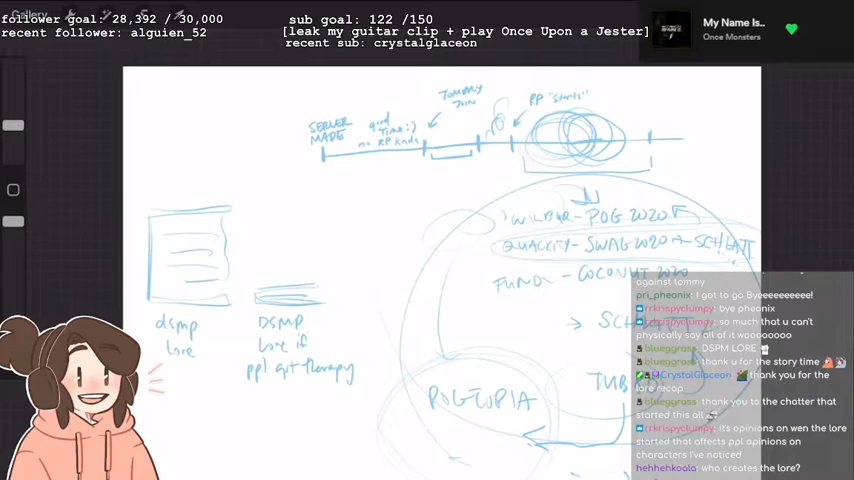 Gallery
follower goal: 28,392 / 30,000
recent follower: alguien_52
sub goal: 122 /150
[leak my guitar clip + play Once Upon a Jester]
recent sub: crystalglaceon
My Name Is..
Once Monsters
SERVER MADE
good time :)
no RP kinda
TOMMY JOIN
RP "starts"
WILBUR - POG 2020
QUACKITY - SWAG 2020 + SCHLATT
FUNDY - COCONUT 2020
POGTOPIA
dsmp
lore
DSMP
lore if
ppl got therapy
against tommy
pri_pheonix: I got to go Byeeeeeeeee!
rrkrispyclumpy: bye pheonix
rrkrispyclumpy: so much that u can't
physically say all of it wooooooo
blueggrass: DSPM LORE
blueggrass: thank u for the story time
CrystalGlaceon: thank you for the
lore recap
blueggrass: thank you to the chatter that
started this all
rrkrispyclumpy: it's opinions on wen the lore
started that affects ppl opinions on
characters I've noticed
hehhehkoala: who creates the lore?